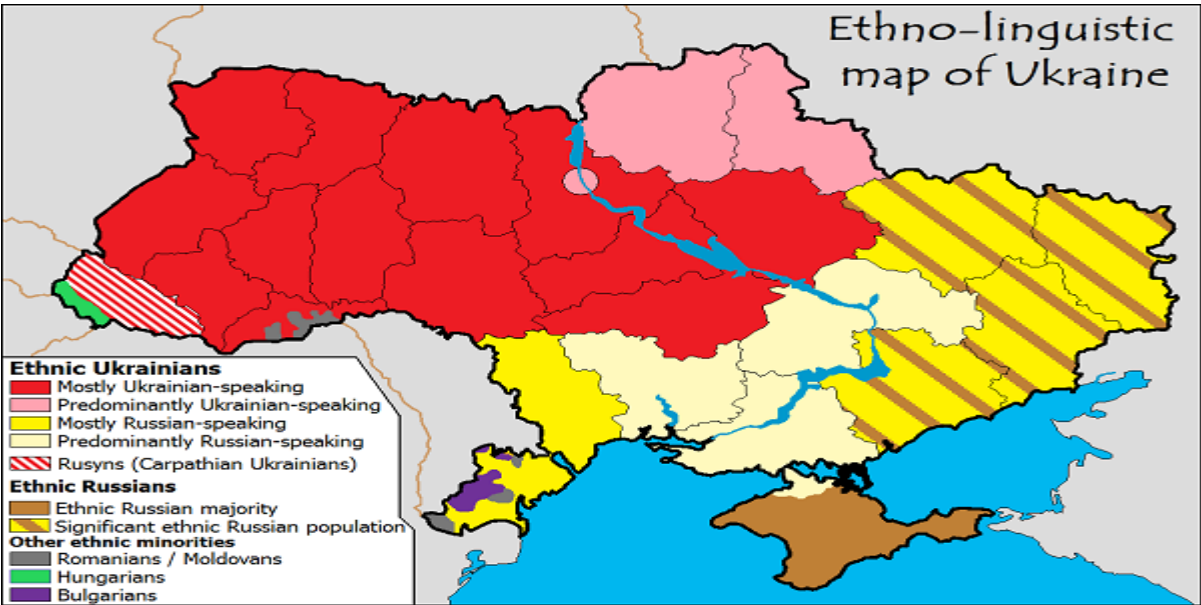 Ethno-linguistic
map of Ukraine
Ethnic Ukrainians
Mostly Ukrainian-speaking
Predominantly Ukrainian-speaking
Mostly Russian-speaking
Predominantly Russian-speaking
Rusyns (Carpathian Ukrainians)
Ethnic Russians
Ethnic Russian majority
Significant ethnic Russian population
Other ethnic minorities
Romanians / Moldovans
Hungarians
Bulgarians